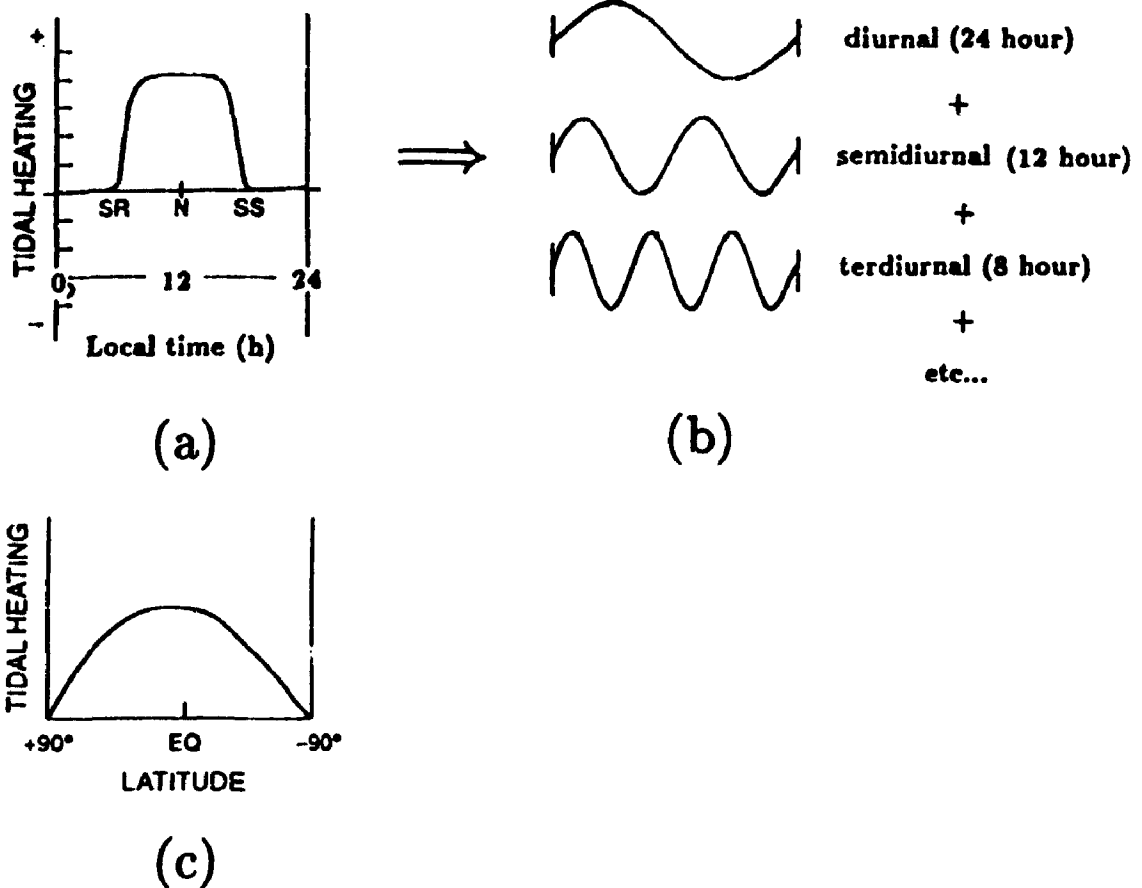 +
TIDAL HEATING
SR N SS
0 12 24
–
Local time (h)
(a)
diurnal (24 hour)
+
semidiurnal (12 hour)
+
terdiurnal (8 hour)
+
etc...
(b)
TIDAL HEATING
+90° EQ -90°
LATITUDE
(c)